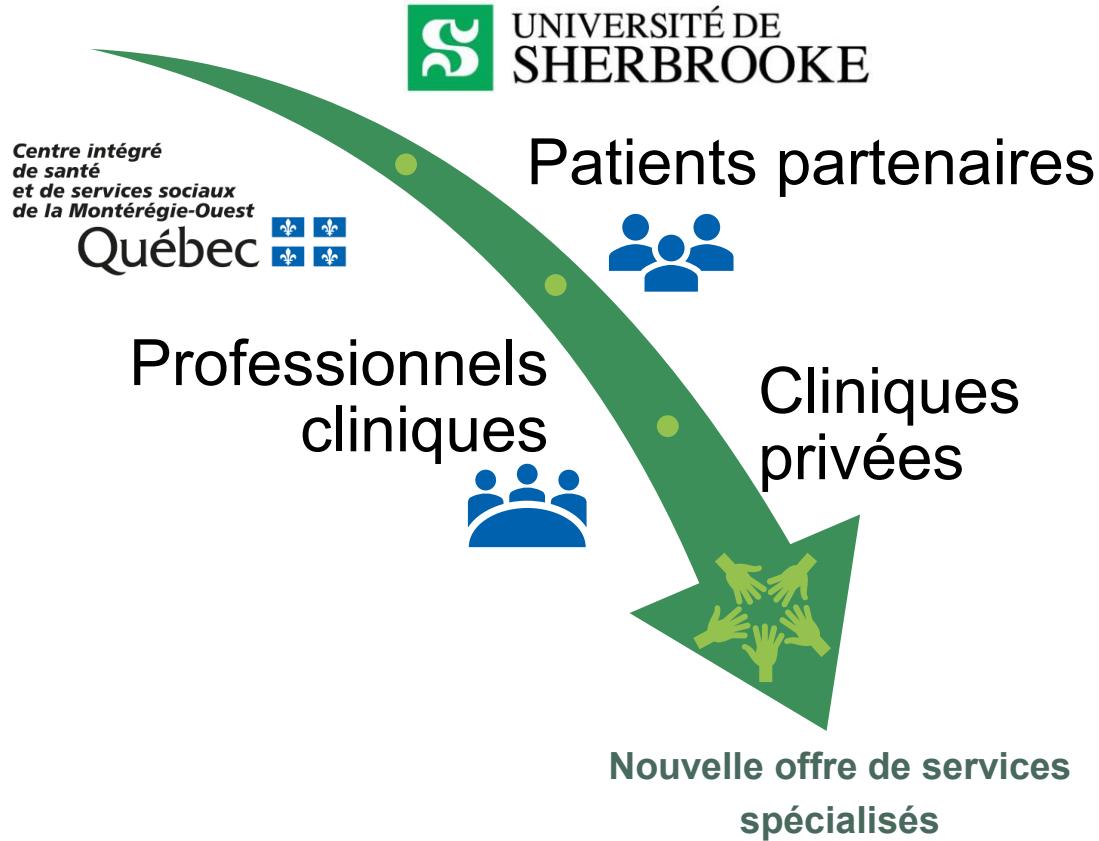 UNIVERSITÉ DE
SHERBROOKE
Centre intégré
de santé
et de services sociaux
de la Montérégie-Ouest
Québec
Patients partenaires
Professionnels
cliniques
Cliniques
privées
Nouvelle offre de services
spécialisés